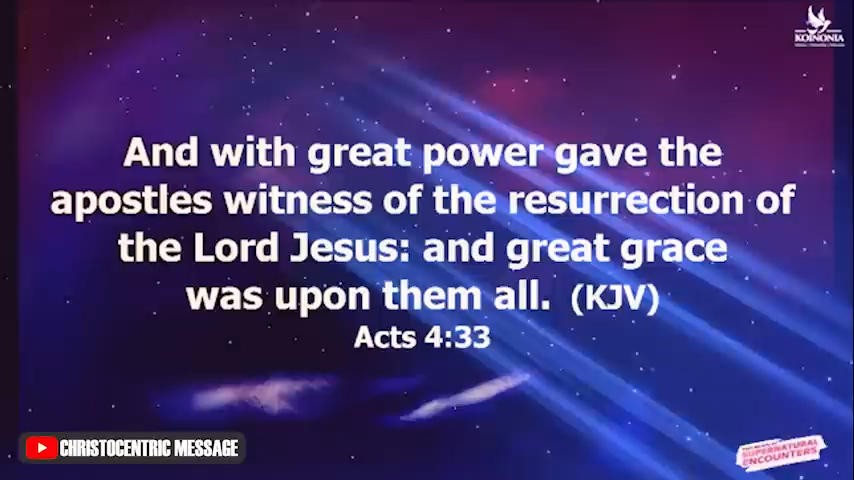 KOINONIA
And with great power gave the
apostles witness of the resurrection of
the Lord Jesus: and great grace
was upon them all. (KJV)
Acts 4:33
CHRISTOCENTRIC MESSAGE
SUPERNATURAL
ENCOUNTERS